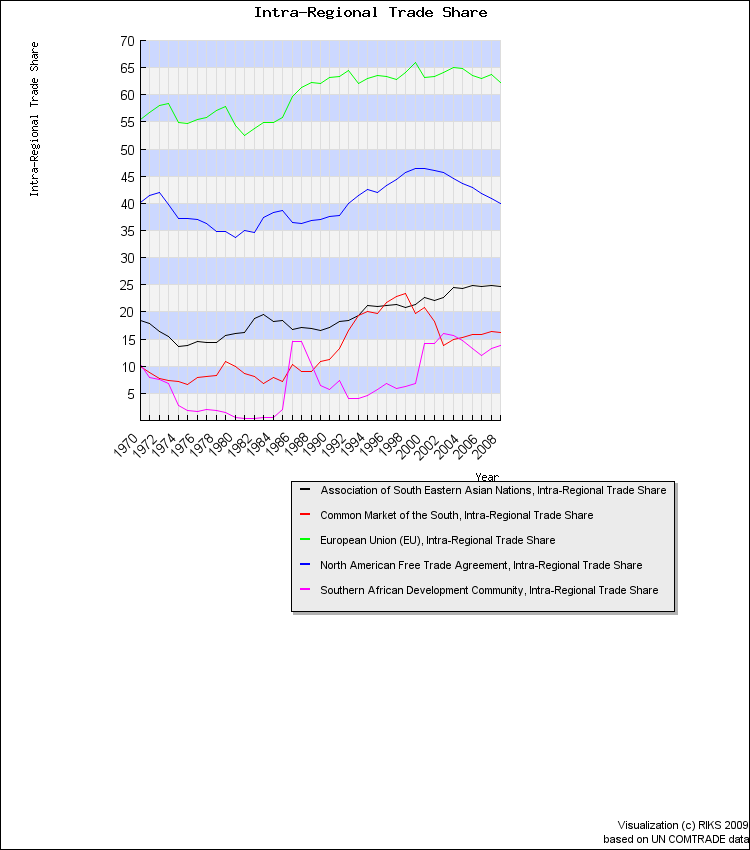 Intra-Regional Trade Share
Intra-Regional Trade Share
70
65
60
55
50
45
40
35
30
25
20
15
10
5
1970 1972 1974 1976 1978 1980 1982 1984 1986 1988 1990 1992 1994 1996 1998 2000 2002 2004 2006 2008
Year
Association of South Eastern Asian Nations, Intra-Regional Trade Share
Common Market of the South, Intra-Regional Trade Share
European Union (EU), Intra-Regional Trade Share
North American Free Trade Agreement, Intra-Regional Trade Share
Southern African Development Community, Intra-Regional Trade Share
Visualization (c) RIKS 2009
based on UN COMTRADE data